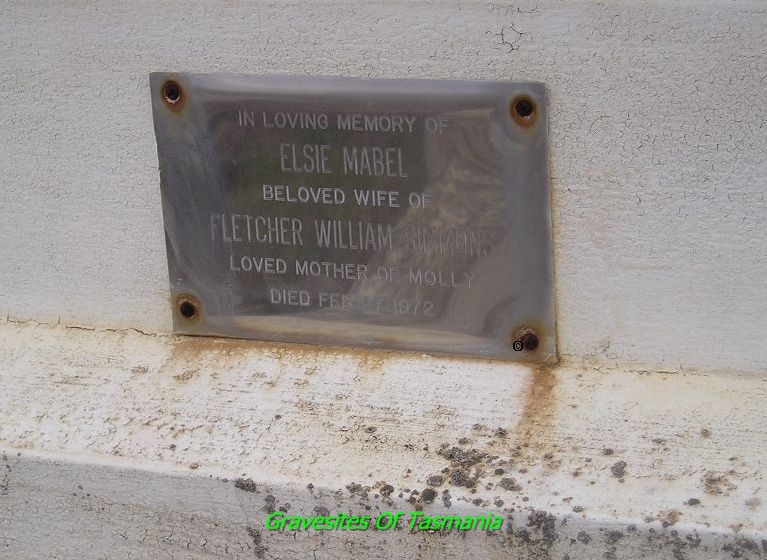 IN LOVING MEMORY OF
ELSIE MABEL
BELOVED WIFE OF
FLETCHER WILLIAM SIMMONS
LOVED MOTHER OF MOLLY
DIED FEB 27 1972
©
Gravesites Of Tasmania